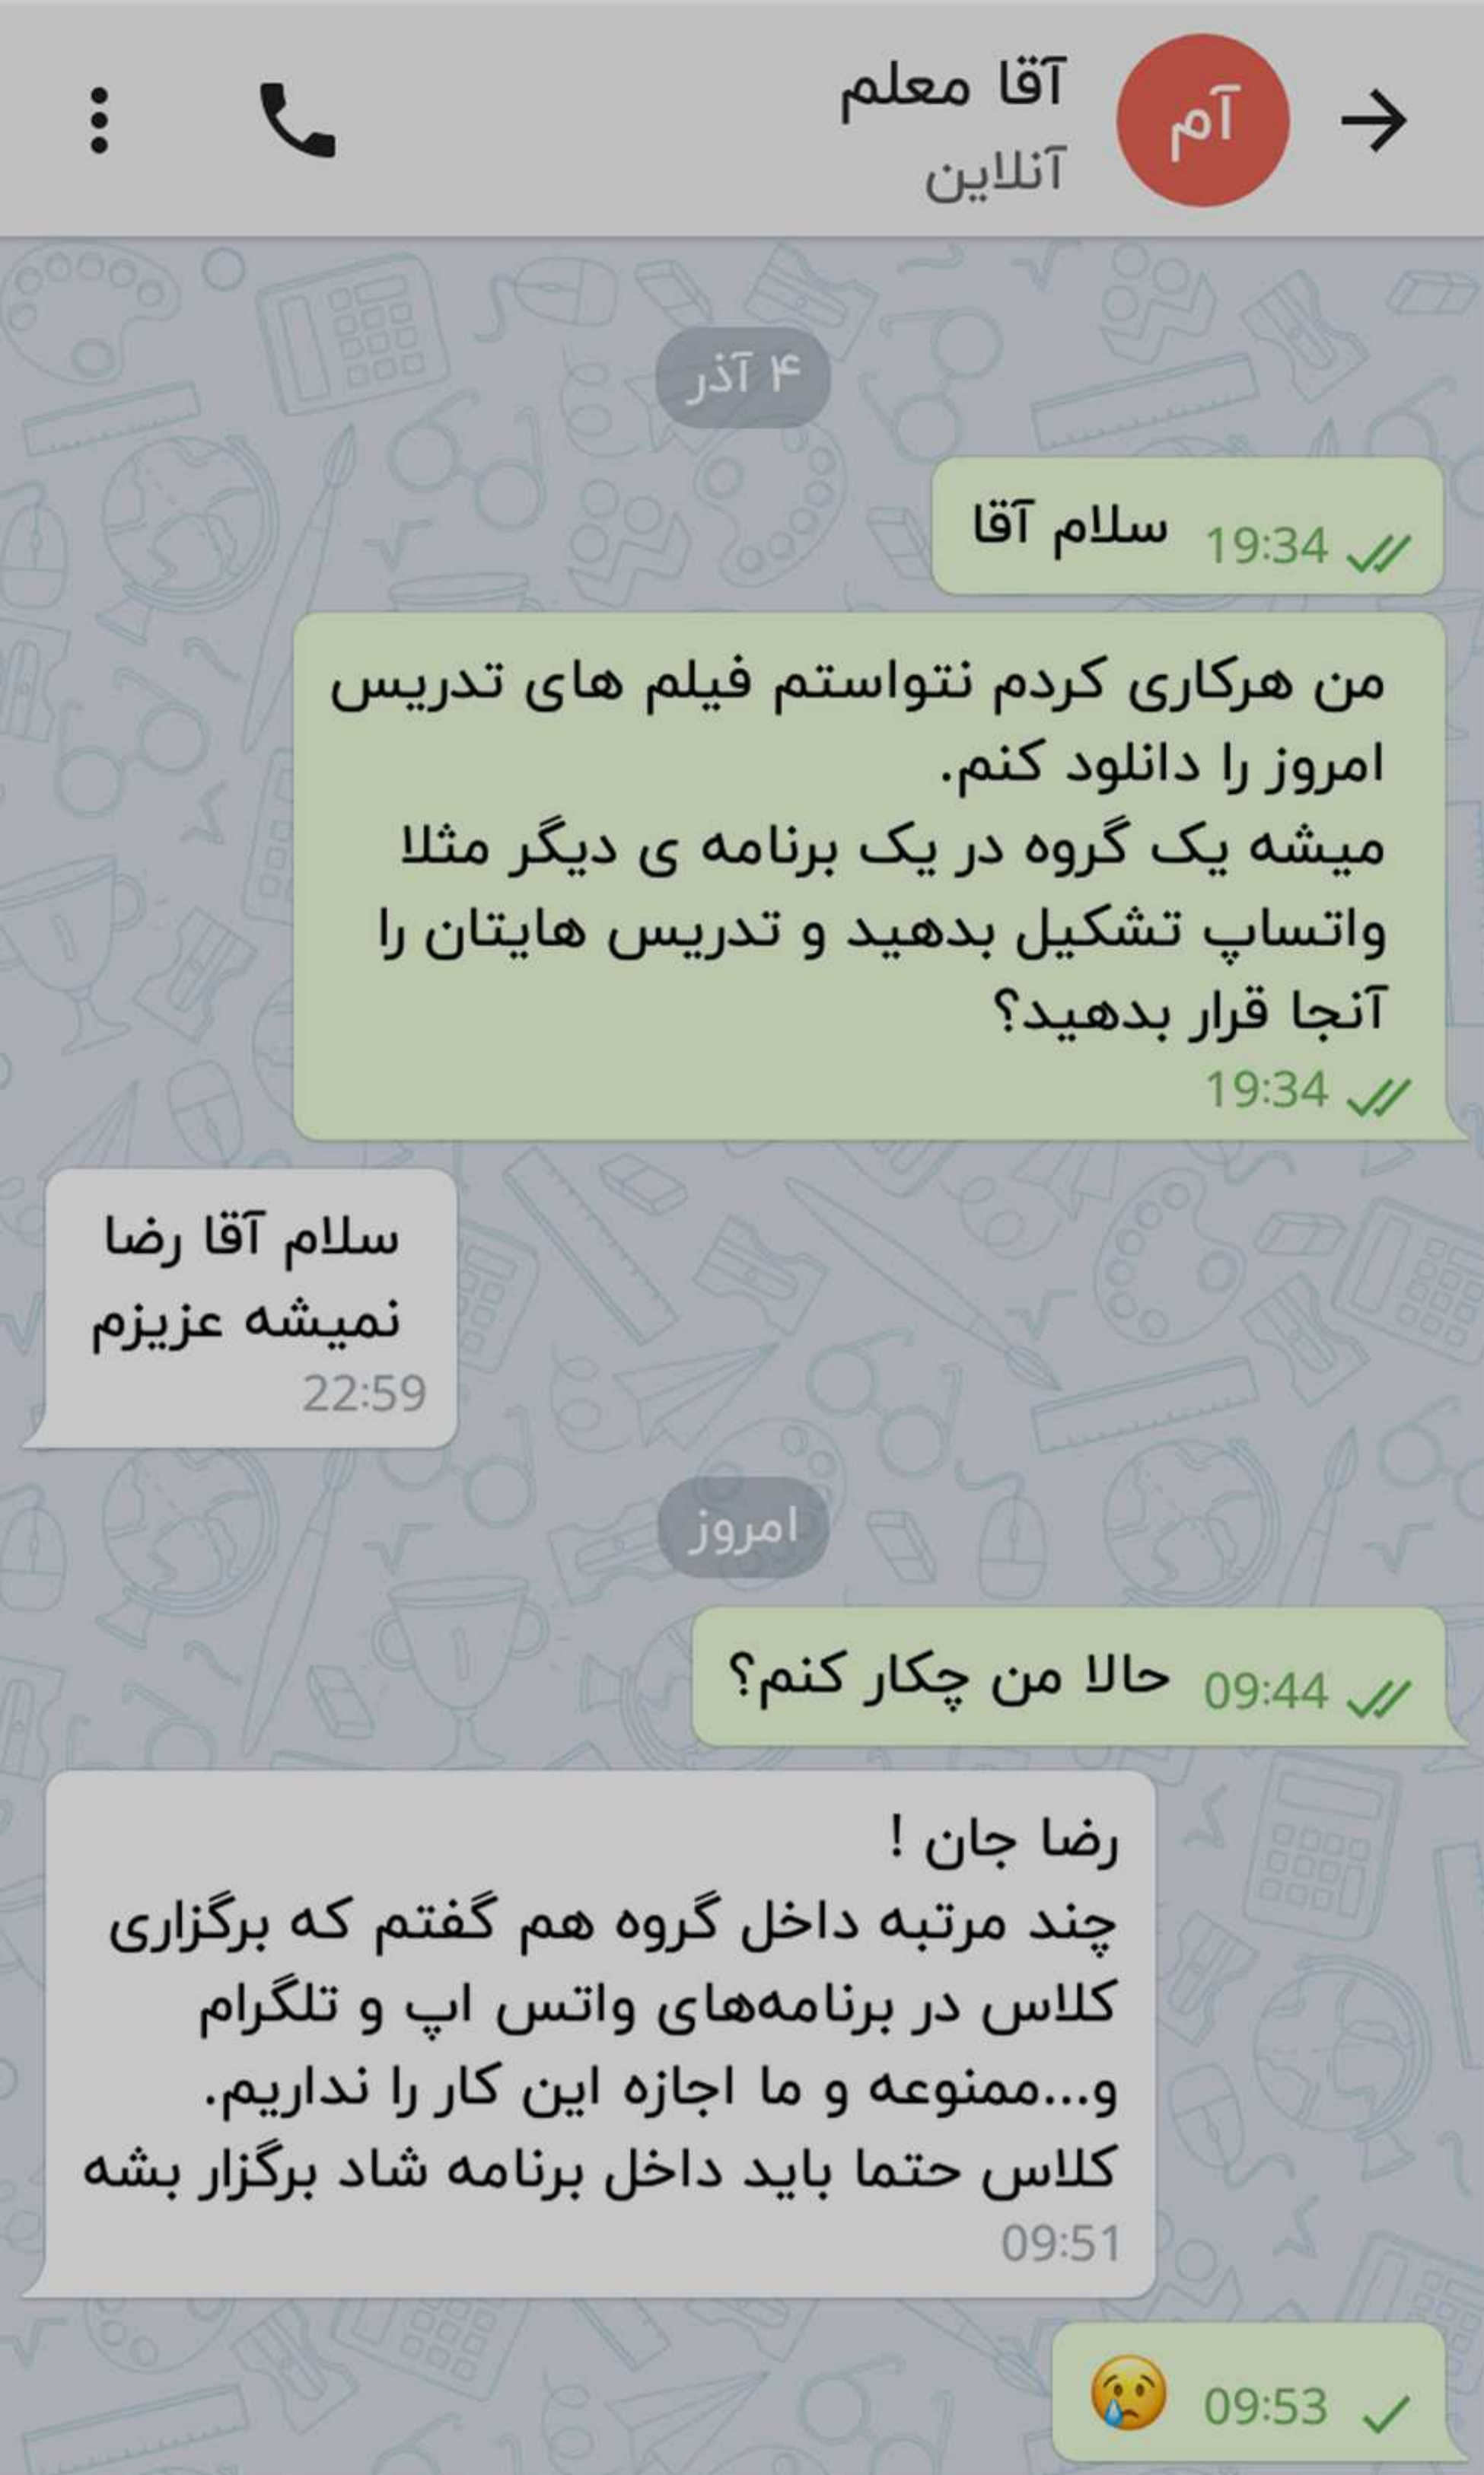 آقا معلم
آم
آنلاین
۴ آذر
سلام آقا
19:34
من هرکاری کردم نتواستم فیلم های تدریس
امروز را دانلود کنم.
میشه یک گروه در یک برنامه ی دیگر مثلا
واتساپ تشکیل بدهید و تدریس هایتان را
آنجا قرار بدهید؟
19:34
سلام آقا رضا
نمیشه عزیزم
22:59
امروز
حالا من چکار کنم؟
09:44
رضا جان !
چند مرتبه داخل گروه هم گفتم که برگزاری
کلاس در برنامه‌های واتس اپ و تلگرام
و...ممنوعه و ما اجازه این کار را نداریم.
کلاس حتما باید داخل برنامه شاد برگزار بشه
09:51
😢 09:53